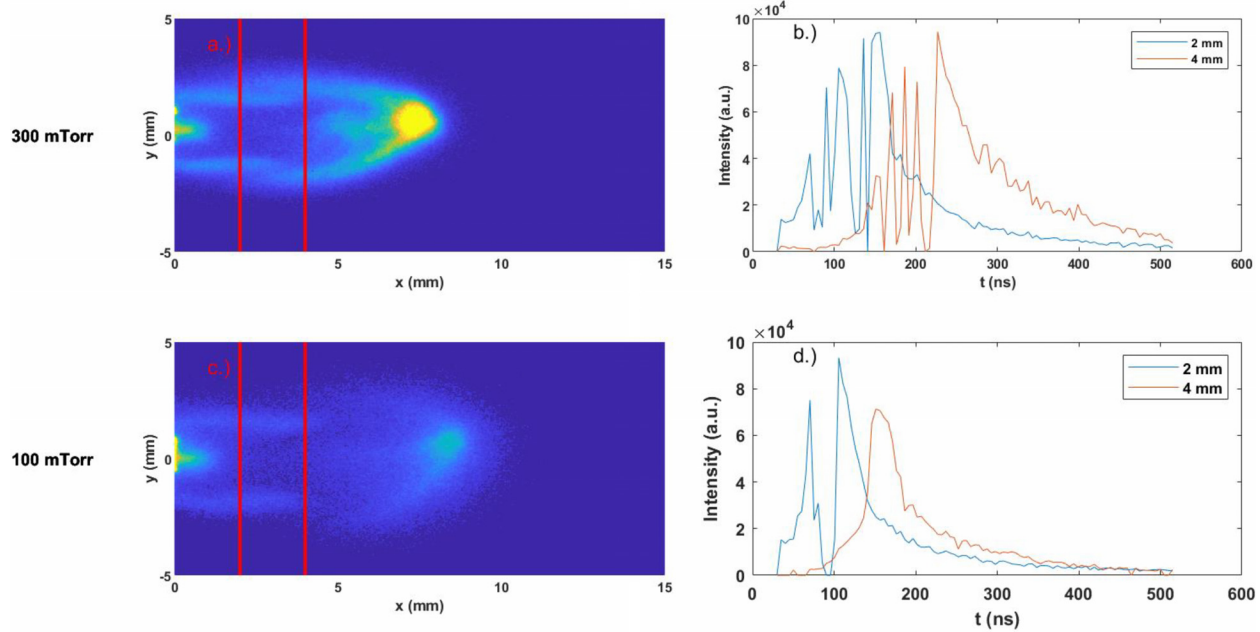 5
a.)
300 mTorr
y (mm)
0
-5
0
5
10
15
x (mm)
×10⁴
10
b.)
2 mm
4 mm
8
6
4
2
0
Intensity (a.u.)
0
100
200
300
400
500
600
t (ns)
5
c.)
100 mTorr
y (mm)
0
-5
0
5
10
15
x (mm)
×10⁴
10
d.)
2 mm
4 mm
8
6
4
2
0
Intensity (a.u.)
0
100
200
300
400
500
600
t (ns)